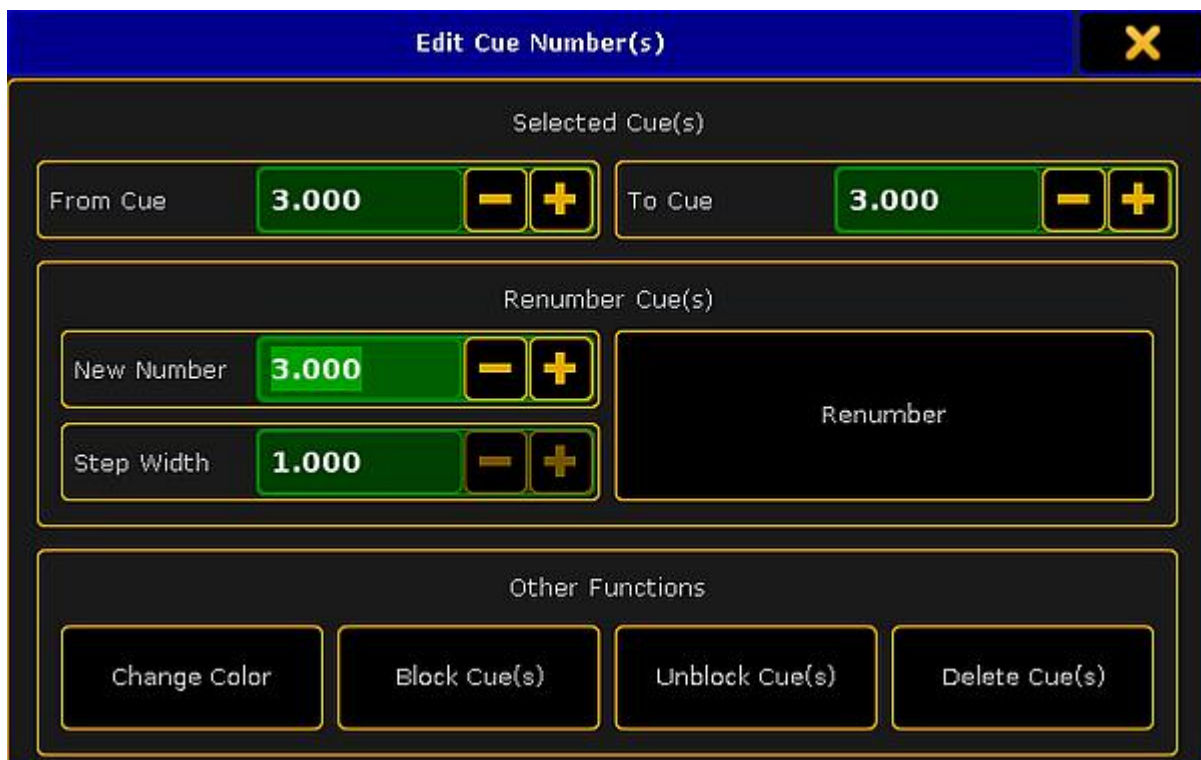 Edit Cue Number(s)
Selected Cue(s)
From Cue 3.000 To Cue 3.000
Renumber Cue(s)
New Number 3.000
Renumber
Step Width 1.000
Other Functions
Change Color Block Cue(s) Unblock Cue(s) Delete Cue(s)